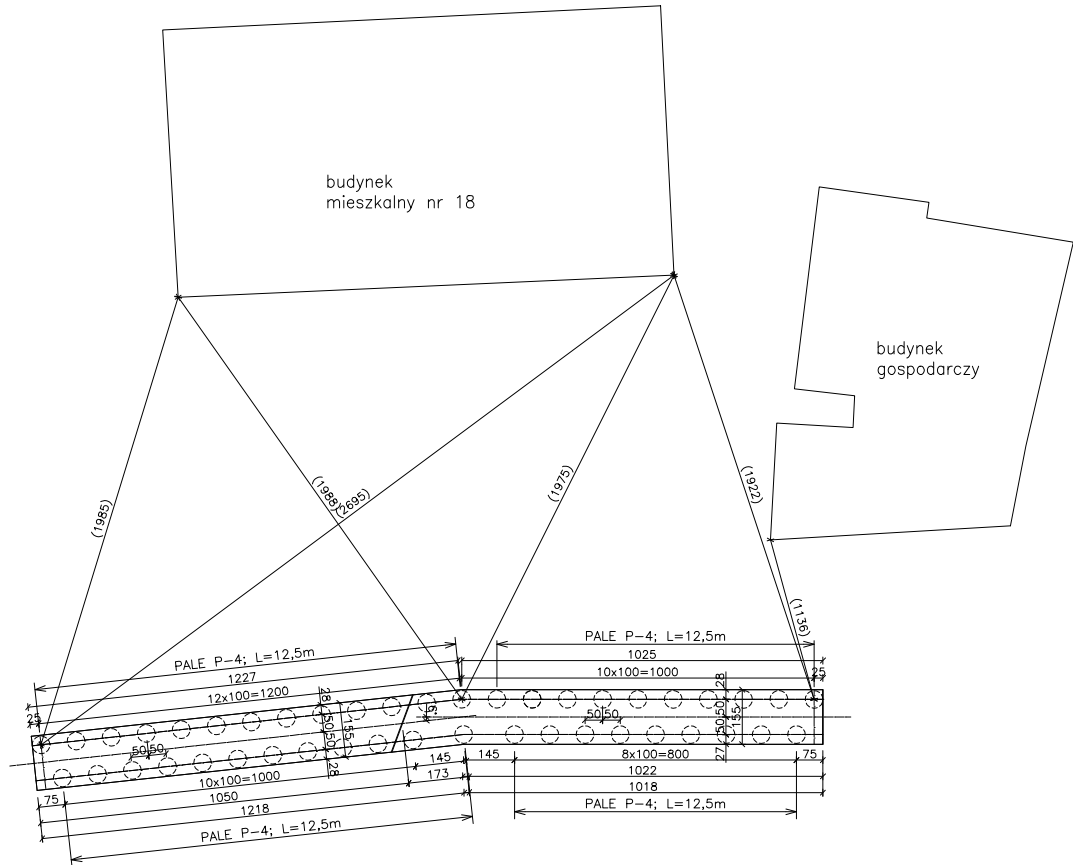 budynek
mieszkalny nr 18
budynek
gospodarczy
(1985)
(1988)
(2695)
(1975)
(1922)
(1136)
PALE P-4; L=12,5m
1227
12x100=1200
25
28
50
50
155
28
50 50
6°
PALE P-4; L=12,5m
1025
10x100=1000
25
28
50
50
155
27
50 50
75
10x100=1000
145
1050
173
1218
PALE P-4; L=12,5m
145
8x100=800
75
1022
1018
PALE P-4; L=12,5m